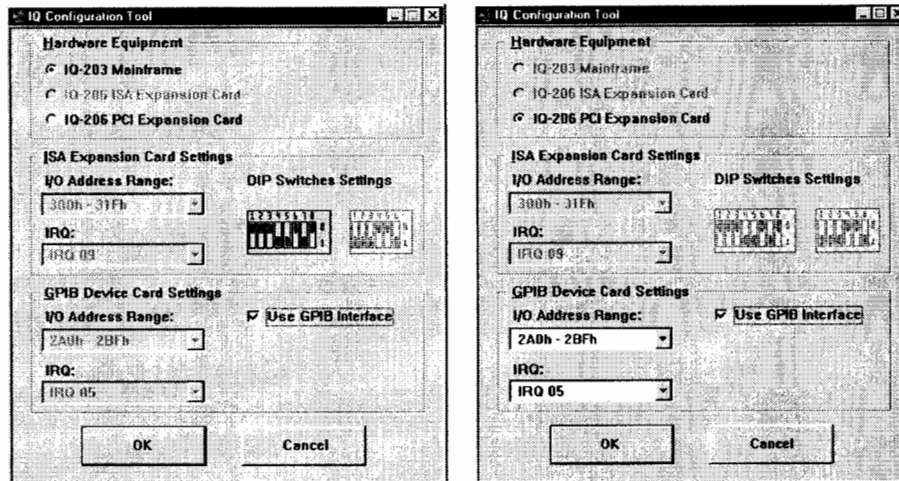 IQ Configuration Tool
Hardware Equipment
IQ-203 Mainframe
IQ-206 ISA Expansion Card
IQ-206 PCI Expansion Card
ISA Expansion Card Settings
I/O Address Range:
DIP Switches Settings
300h - 31Fh
IRQ:
IRQ 09
GPIB Device Card Settings
I/O Address Range:
Use GPIB Interface
2A0h - 2BFh
IRQ:
IRQ 05
OK
Cancel
IQ Configuration Tool
Hardware Equipment
IQ-203 Mainframe
IQ-206 ISA Expansion Card
IQ-206 PCI Expansion Card
ISA Expansion Card Settings
I/O Address Range:
DIP Switches Settings
300h - 31Fh
IRQ:
IRQ 09
GPIB Device Card Settings
I/O Address Range:
Use GPIB Interface
2A0h - 2BFh
IRQ:
IRQ 05
OK
Cancel